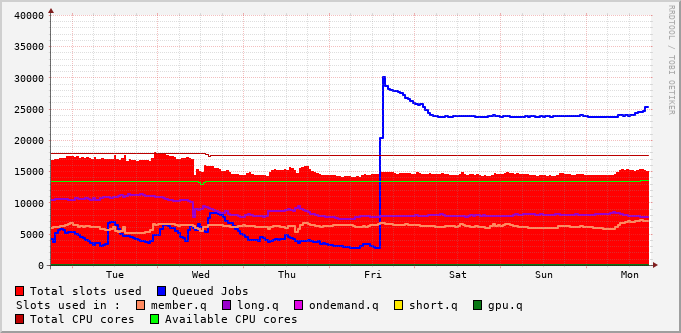 RRDTOOL / TOBI OETIKER
40000
35000
30000
25000
20000
15000
10000
5000
0
Tue Wed Thu Fri Sat Sun Mon
Total slots used Queued Jobs
Slots used in : member.q long.q ondemand.q short.q gpu.q
Total CPU cores Available CPU cores